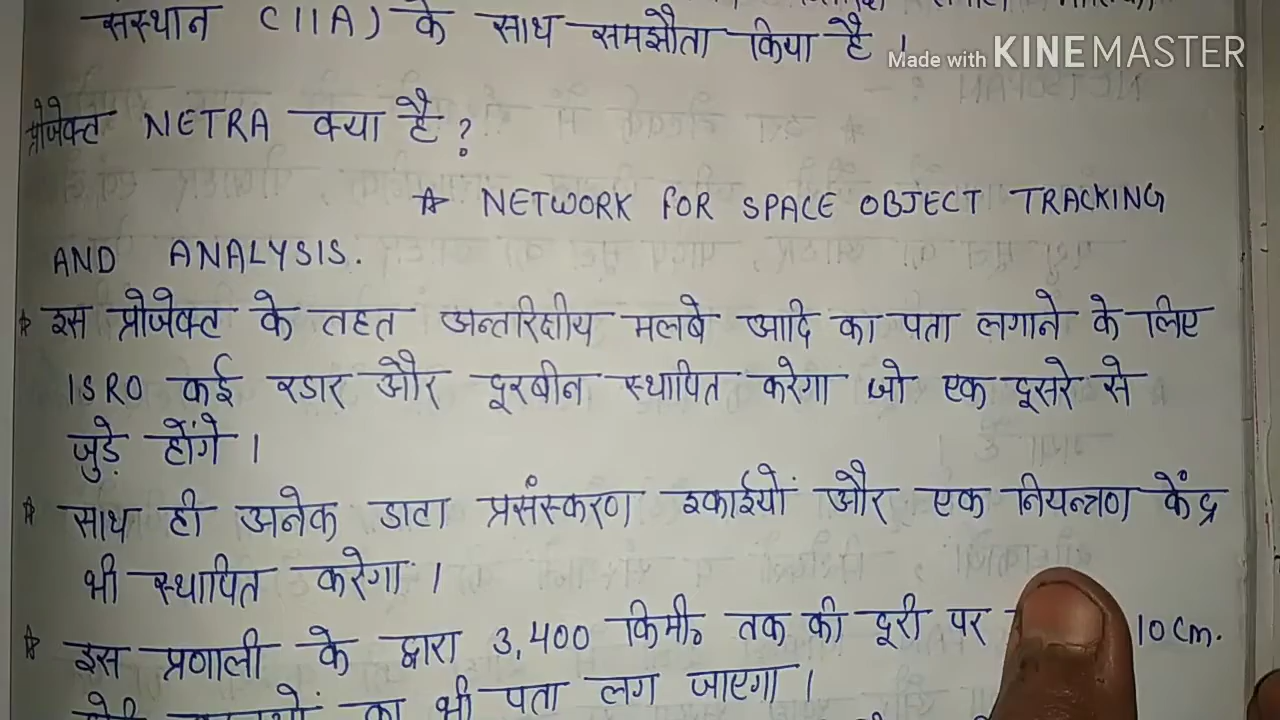 संस्थान (IIA) के साथ समझौता किया है ।
Made with KINEMASTER
प्रोजेक्ट NETRA क्या है ?
☆ NETWORK FOR SPACE OBJECT TRACKING
AND ANALYSIS.
☆ इस प्रोजेक्ट के तहत अन्तरिक्षीय मलबे आदि का पता लगाने के लिए
ISRO कई रडार और दूरबीन स्थापित करेगा जो एक दूसरे से
जुड़े होंगे ।
☆ साथ ही अनेक डाटा प्रसंस्करण इकाईयों और एक नियन्त्रण केंद्र
भी स्थापित करेगा ।
☆ इस प्रणाली के द्वारा 3,400 किमी० तक की दूरी पर 10 cm.
का भी पता लग जाएगा ।